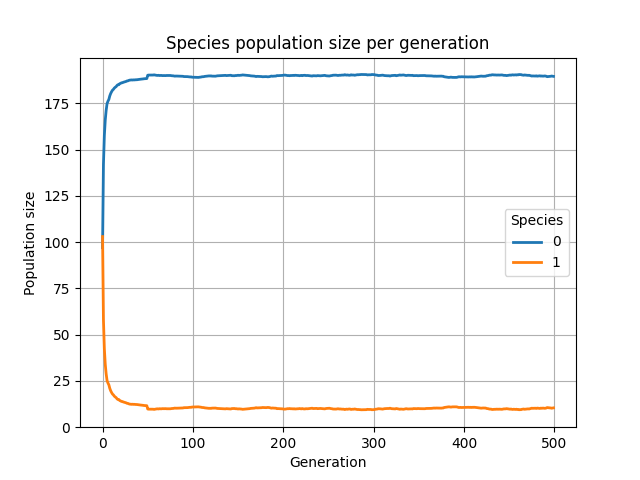 Species population size per generation
Population size
175
150
125
100
75
50
25
0
Species
0
1
0 100 200 300 400 500
Generation